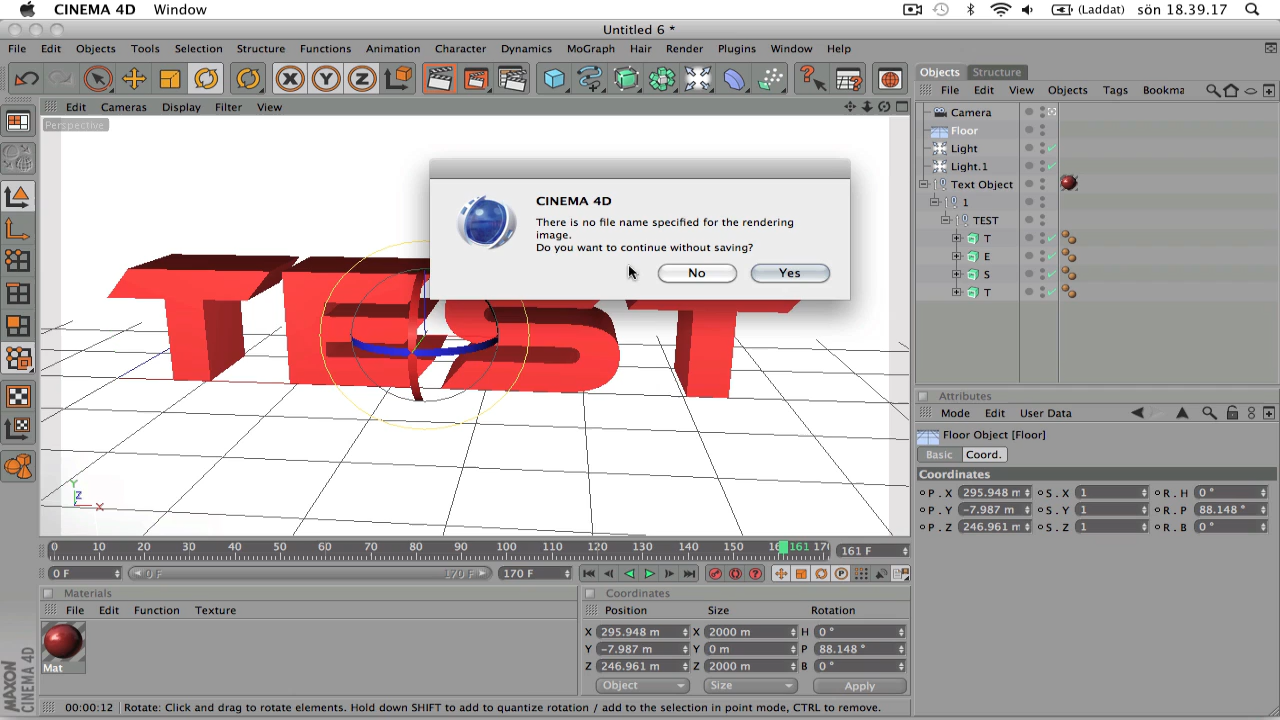 CINEMA 4D Window (Laddat) sön 18.39.17
Untitled 6 *
File Edit Objects Tools Selection Structure Functions Animation Character Dynamics MoGraph Hair Render Plugins Window Help
X Y Z
Objects Structure
File Edit View Objects Tags Bookma
Edit Cameras Display Filter View
Perspective
Camera
Floor
Light
Light.1
Text Object
1
TEST
T
E
S
T
CINEMA 4D
There is no file name specified for the rendering
image.
Do you want to continue without saving?
No Yes
TEST
Y
Z
X
Attributes
Mode Edit User Data
Floor Object [Floor]
Basic Coord.
Coordinates
P . X 295.948 m S . X 1 R . H 0 °
P . Y -7.987 m S . Y 1 R . P 88.148 °
P . Z 246.961 m S . Z 1 R . B 0 °
0 10 20 30 40 50 60 70 80 90 100 110 120 130 140 150 16 161 17 161 F
0 F 0 F 170 F 170 F
Materials
File Edit Function Texture
Mat
Coordinates
Position Size Rotation
X 295.948 m X 2000 m H 0 °
Y -7.987 m Y 0 m P 88.148 °
Z 246.961 m Z 2000 m B 0 °
Object Size Apply
MAXON
CINEMA 4D
00:00:12 Rotate: Click and drag to rotate elements. Hold down SHIFT to add to quantize rotation / add to the selection in point mode, CTRL to remove.